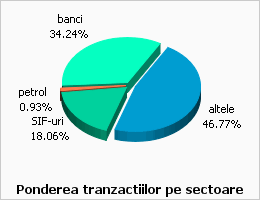 banci
34.24%
petrol
0.93%
SIF-uri
18.06%
altele
46.77%
Ponderea tranzactiilor pe sectoare